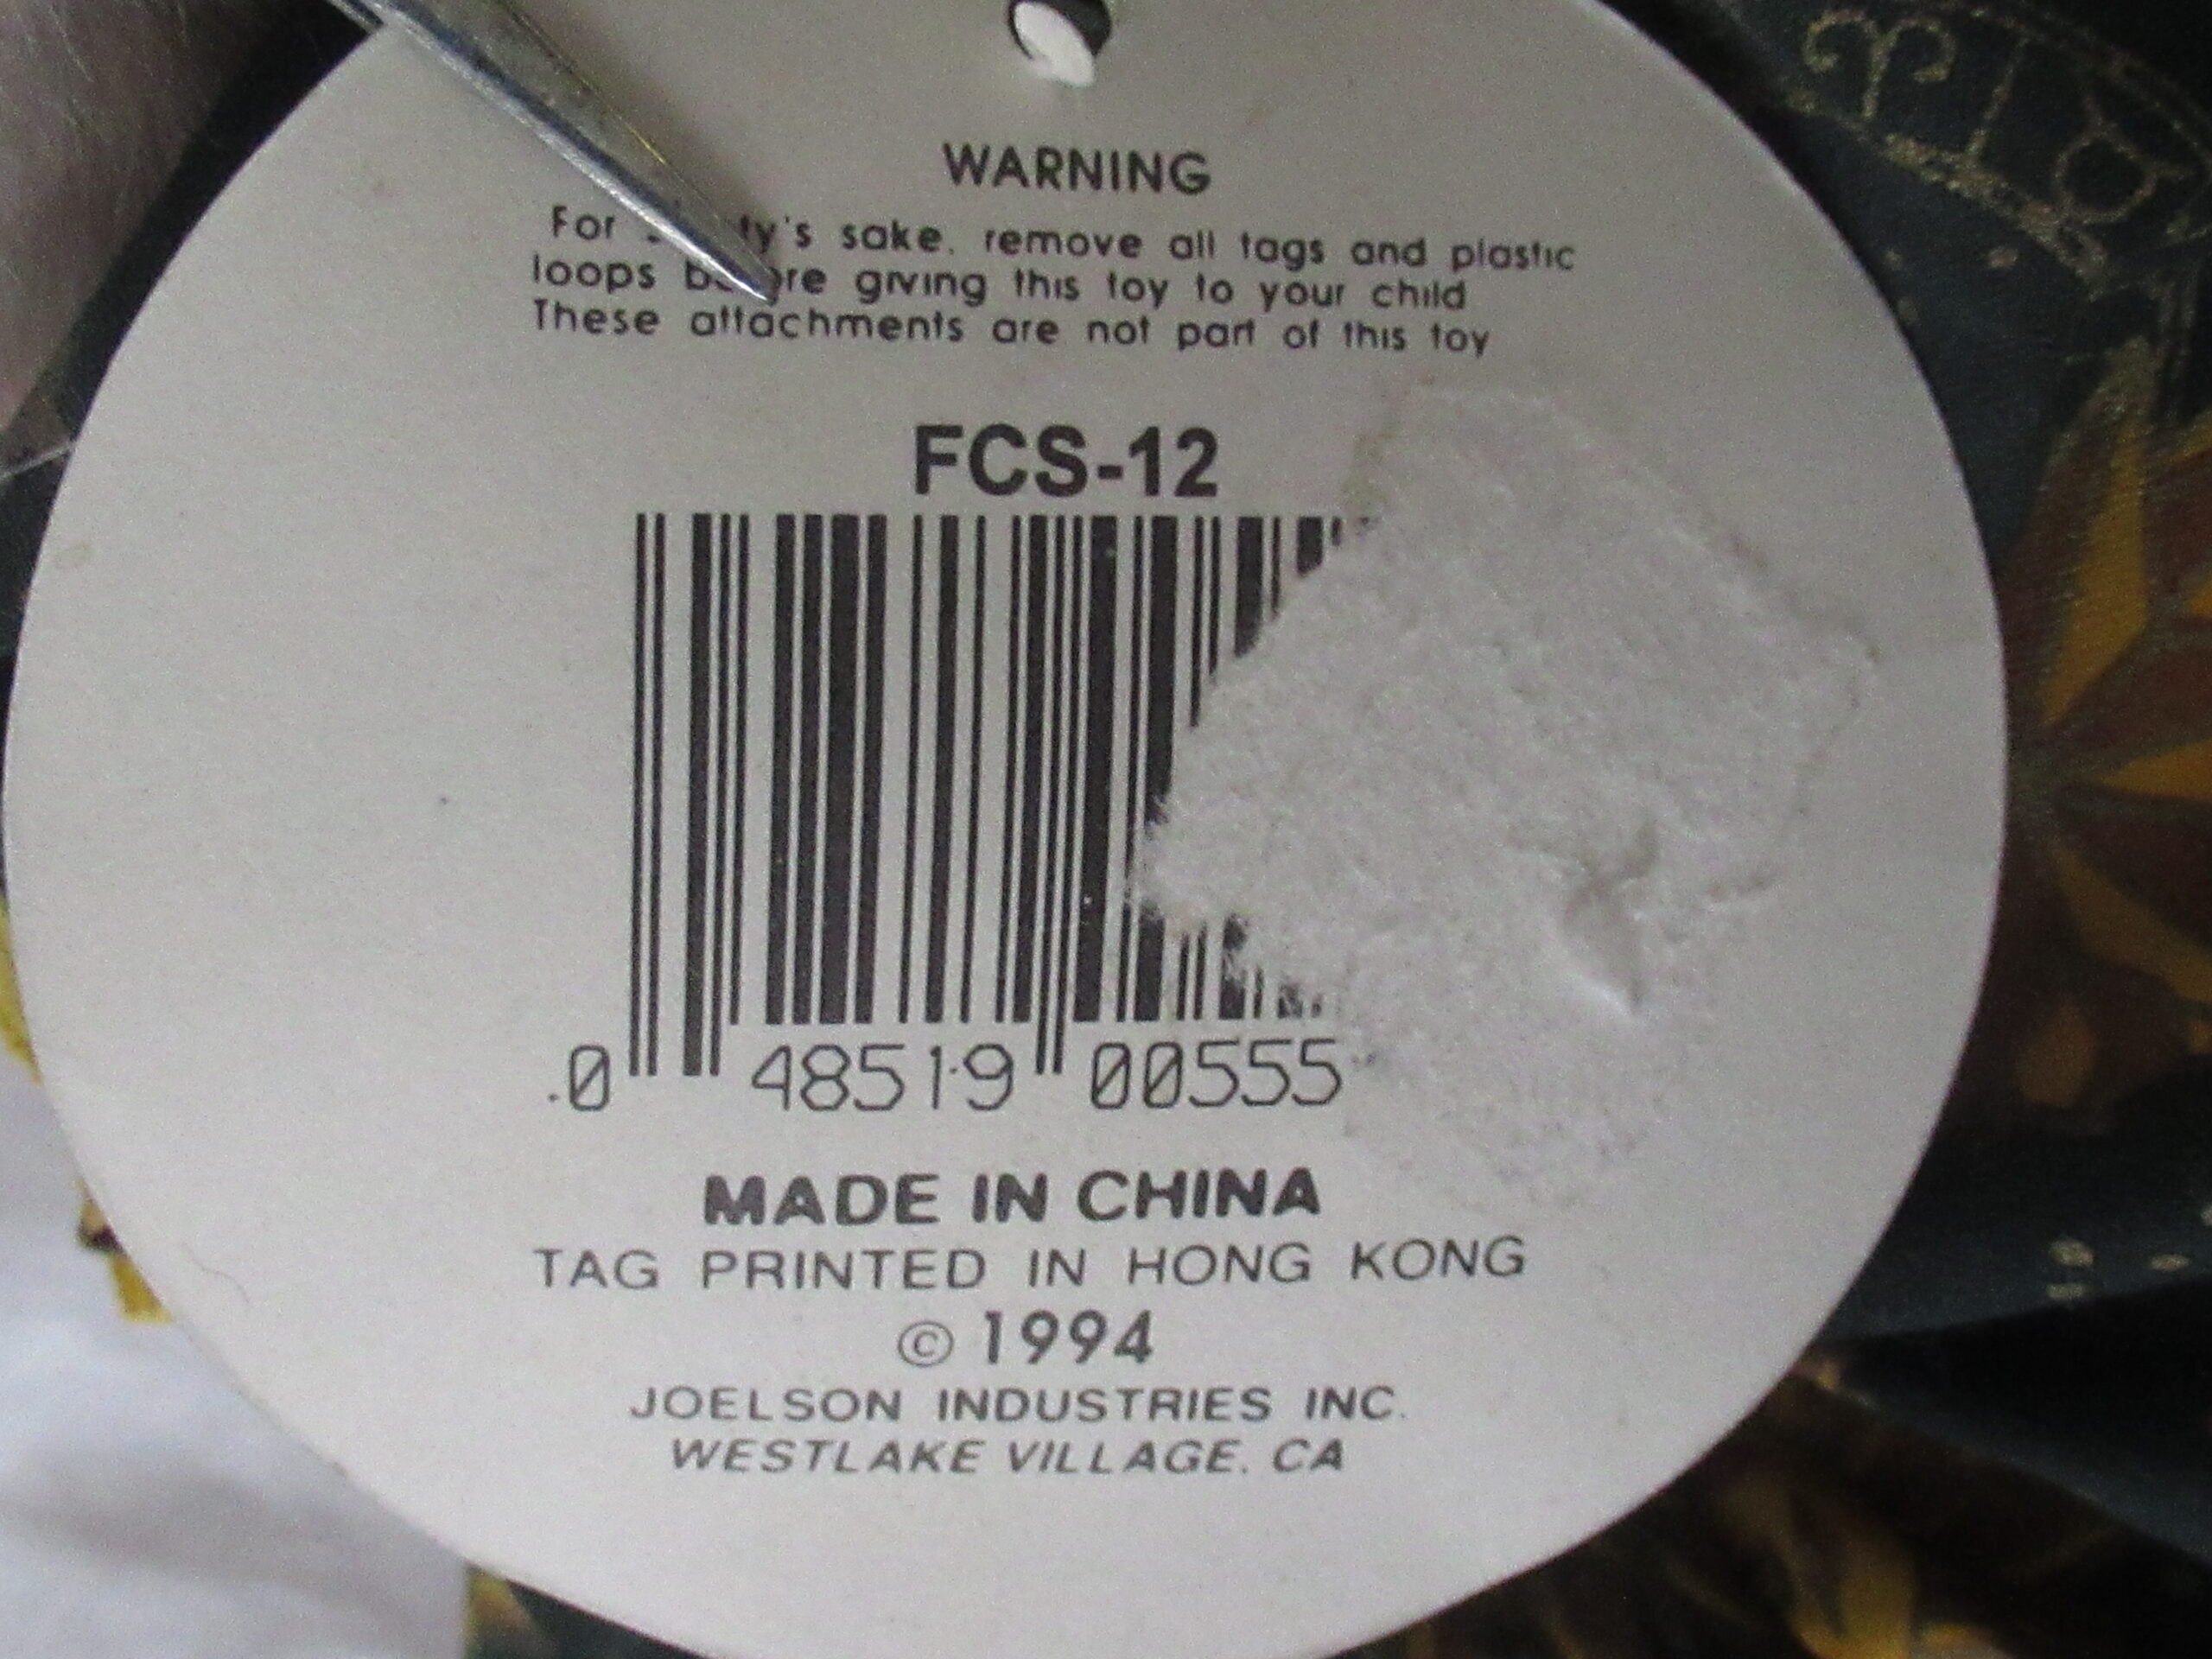 WARNING
For sake. remove all tags and plastic
loops giving this toy to your child
These attachments are not part of this toy
FCS-12
0 48519 00555
MADE IN CHINA
TAG PRINTED IN HONG KONG
© 1994
JOELSON INDUSTRIES INC.
WESTLAKE VILLAGE. CA